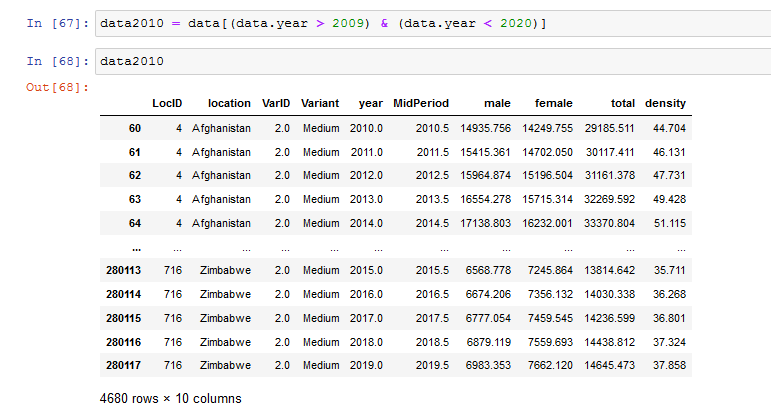 In [67]: data2010 = data[(data.year > 2009) & (data.year < 2020)]
In [68]: data2010
Out[68]:
LocID location VarID Variant year MidPeriod male female total density
60 4 Afghanistan 2.0 Medium 2010.0 2010.5 14935.756 14249.755 29185.511 44.704
61 4 Afghanistan 2.0 Medium 2011.0 2011.5 15415.361 14702.050 30117.411 46.131
62 4 Afghanistan 2.0 Medium 2012.0 2012.5 15964.874 15196.504 31161.378 47.731
63 4 Afghanistan 2.0 Medium 2013.0 2013.5 16554.278 15715.314 32269.592 49.428
64 4 Afghanistan 2.0 Medium 2014.0 2014.5 17138.803 16232.001 33370.804 51.115
... ... ... ... ... ... ... ... ... ... ...
280113 716 Zimbabwe 2.0 Medium 2015.0 2015.5 6568.778 7245.864 13814.642 35.711
280114 716 Zimbabwe 2.0 Medium 2016.0 2016.5 6674.206 7356.132 14030.338 36.268
280115 716 Zimbabwe 2.0 Medium 2017.0 2017.5 6777.054 7459.545 14236.599 36.801
280116 716 Zimbabwe 2.0 Medium 2018.0 2018.5 6879.119 7559.693 14438.812 37.324
280117 716 Zimbabwe 2.0 Medium 2019.0 2019.5 6983.353 7662.120 14645.473 37.858
4680 rows × 10 columns